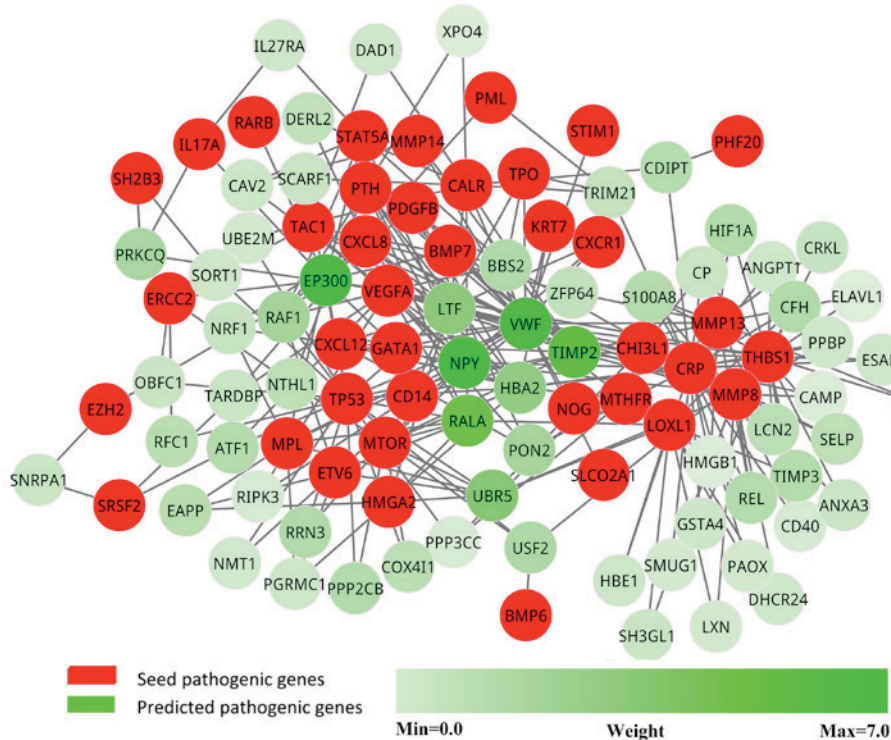 XPO4
IL27RA
DAD1
PML
RARB
DERL2
STIM1
IL17A
STAT5A
MMP14
PHF20
CDIPT
SH2B3
CAV2
SCARF1
PTH
CALR
TPO
TRIM21
PDGFB
TAC1
KRT7
HIF1A
UBE2M
CXCL8
BMP7
CXCR1
CRKL
PRKCQ
SORT1
BBS2
CP
ANGPT1
EP300
ERCC2
VEGFA
ZFP64
S100A8
ELAVL1
RAF1
LTF
CFH
NRF1
VWF
MMP13
PPBP
CXCL12
GATA1
TIMP2
CHI3L1
THBS1
ESAM
NPY
CRP
OBFC1
TARDBP
NTHL1
HBA2
MMP8
CAMP
TP53
CD14
NOG
MTHFR
EZH2
RALA
LOXL1
LCN2
SELP
RFC1
ATF1
MPL
MTOR
PON2
HMGB1
SNRPA1
ETV6
SLCO2A1
TIMP3
SRSF2
EAPP
RIPK3
HMGA2
UBR5
REL
ANXA3
GSTA4
CD40
RRN3
PPP3CC
USF2
NMT1
COX4I1
SMUG1
PAOX
PGRMC1
PPP2CB
HBE1
DHCR24
BMP6
SH3GL1
LXN
Seed pathogenic genes
Predicted pathogenic genes
Min=0.0 Weight Max=7.0